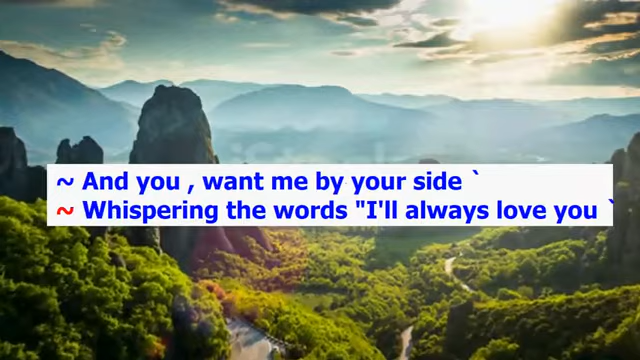 ~ And you , want me by your side `
~ Whispering the words "I'll always love you `